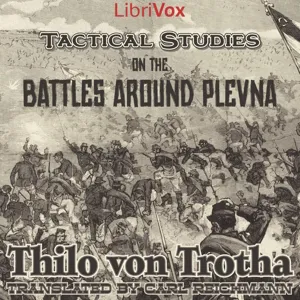 LibriVox
Tactical Studies
on the
Battles Around Plevna
Thilo von Trotha
Translated by Carl Reichmann